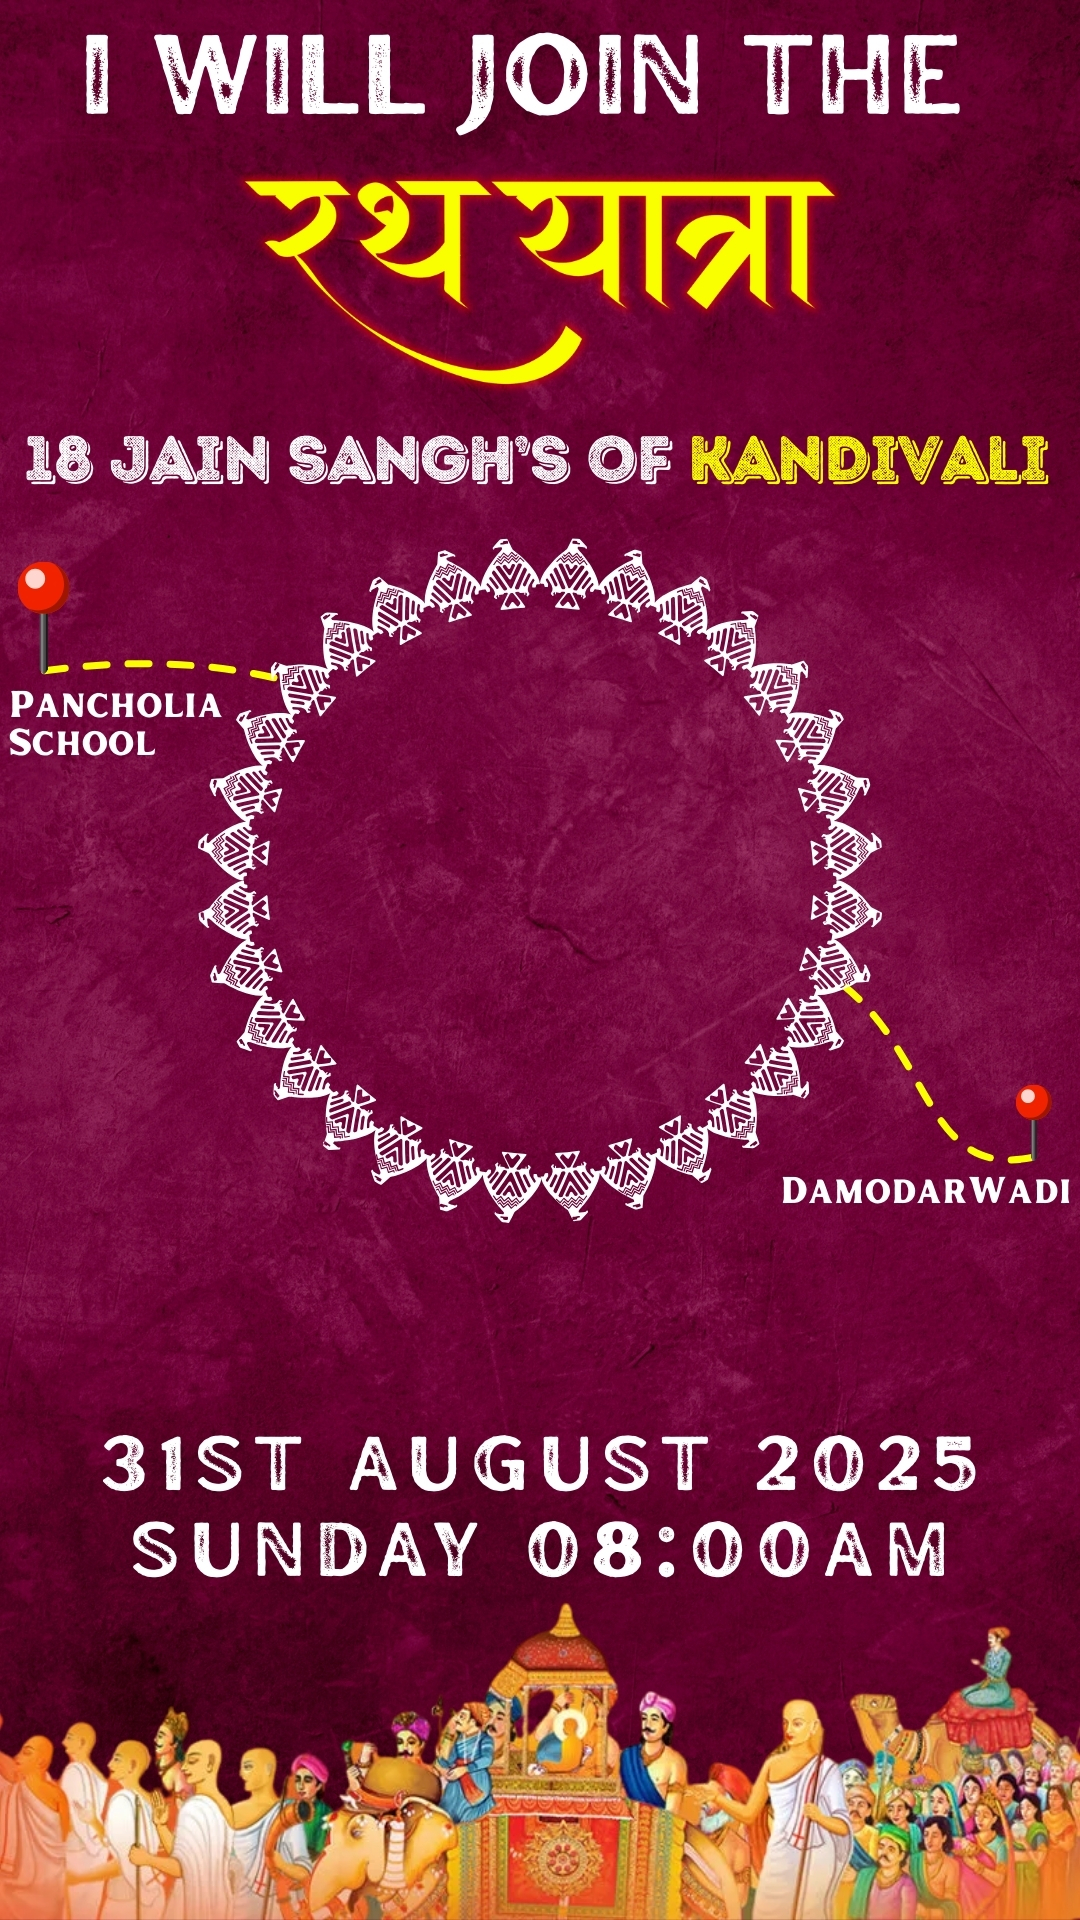 I WILL JOIN THE
रथ यात्रा
18 JAIN SANGH'S OF KANDIVALI
PANCHOLIA
SCHOOL
DAMODARWADI
31ST AUGUST 2025
SUNDAY 08:00AM